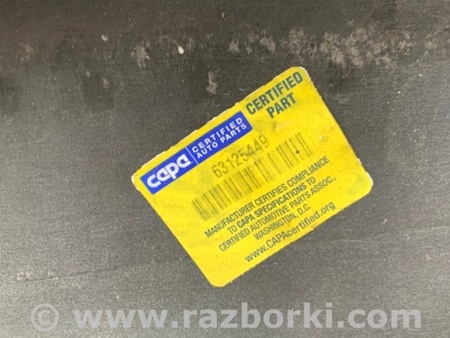 capa CERTIFIED
AUTO PARTS
CERTIFIED
PART
63125449
MANUFACTURER CERTIFIES COMPLIANCE
TO CAPA SPECIFICATIONS TO
CERTIFIED AUTOMOTIVE PARTS ASSOC.,
WASHINGTON, D.C.
www.CAPAcertified.org
www.razborki.com